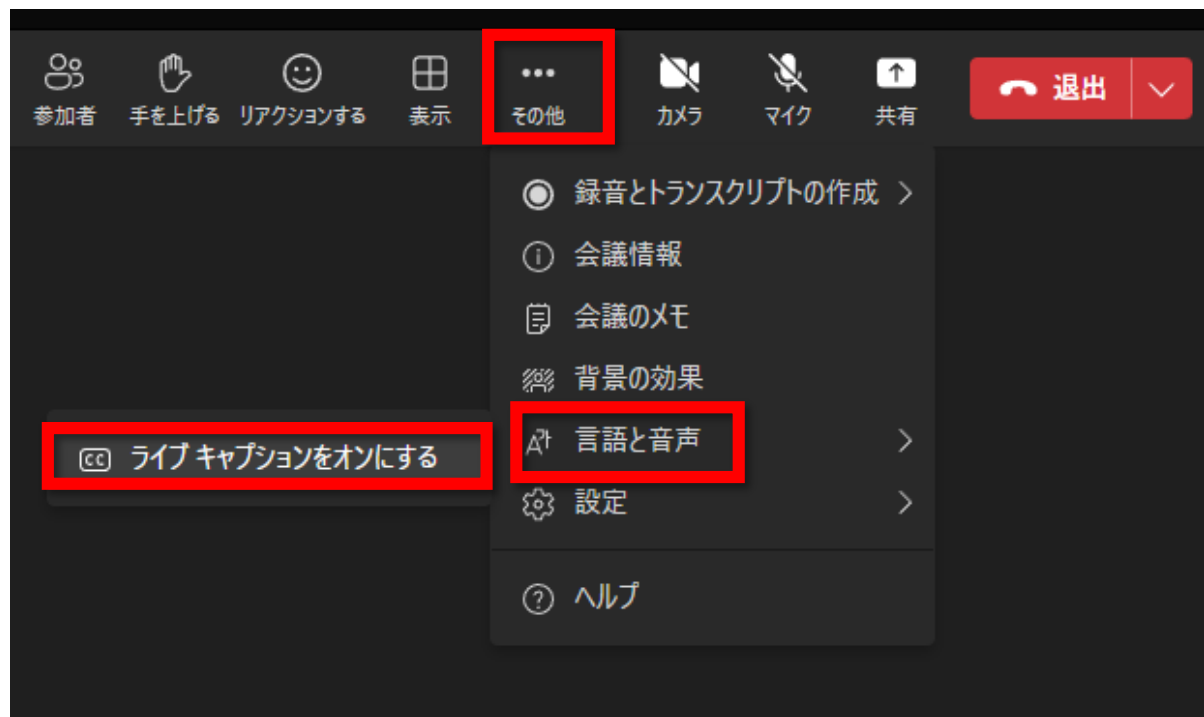 参加者
手を上げる
リアクションする
表示
その他
カメラ
マイク
共有
退出
録音とトランスクリプトの作成
会議情報
会議のメモ
背景の効果
言語と音声
CC ライブ キャプションをオンにする
設定
ヘルプ